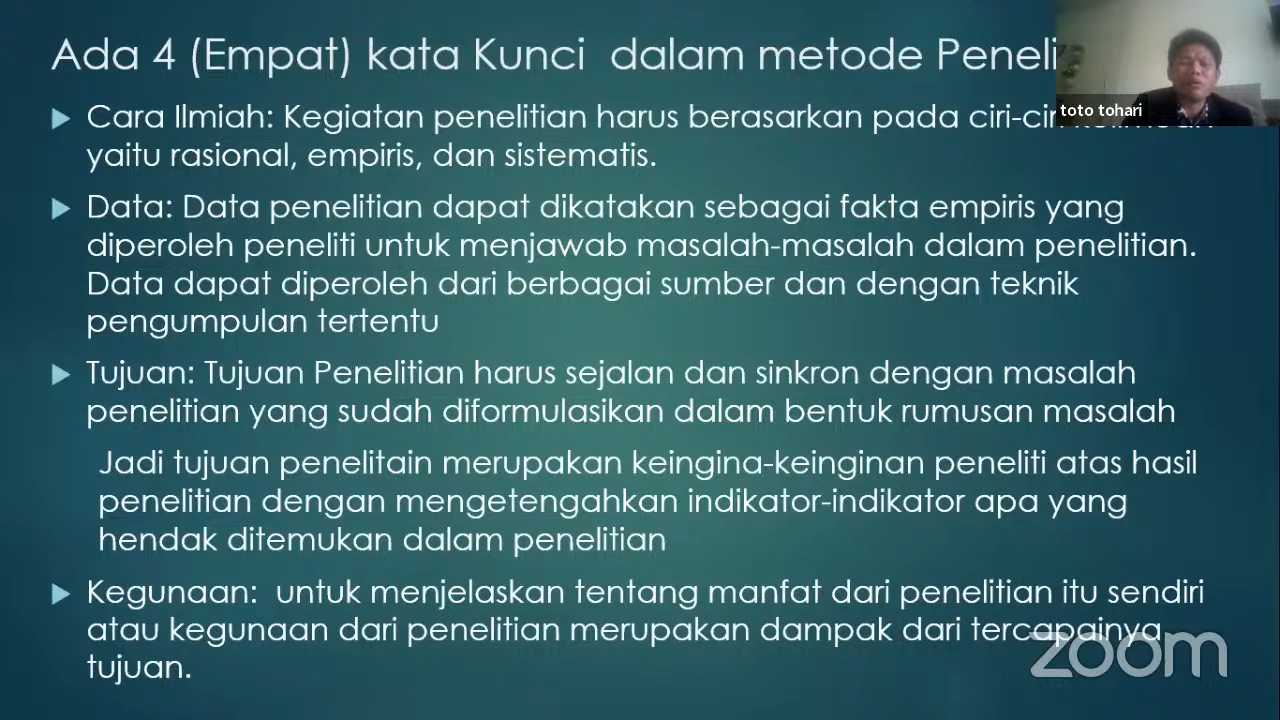 Ada 4 (Empat) kata Kunci dalam metode Peneli
toto tohari
Cara Ilmiah: Kegiatan penelitian harus berasarkan pada ciri-ciri
yaitu rasional, empiris, dan sistematis.
Data: Data penelitian dapat dikatakan sebagai fakta empiris yang
diperoleh peneliti untuk menjawab masalah-masalah dalam penelitian.
Data dapat diperoleh dari berbagai sumber dan dengan teknik
pengumpulan tertentu
Tujuan: Tujuan Penelitian harus sejalan dan sinkron dengan masalah
penelitian yang sudah diformulasikan dalam bentuk rumusan masalah
Jadi tujuan penelitain merupakan keingina-keinginan peneliti atas hasil
penelitian dengan mengetengahkan indikator-indikator apa yang
hendak ditemukan dalam penelitian
Kegunaan: untuk menjelaskan tentang manfat dari penelitian itu sendiri
atau kegunaan dari penelitian merupakan dampak dari tercapainya
tujuan.
zoom